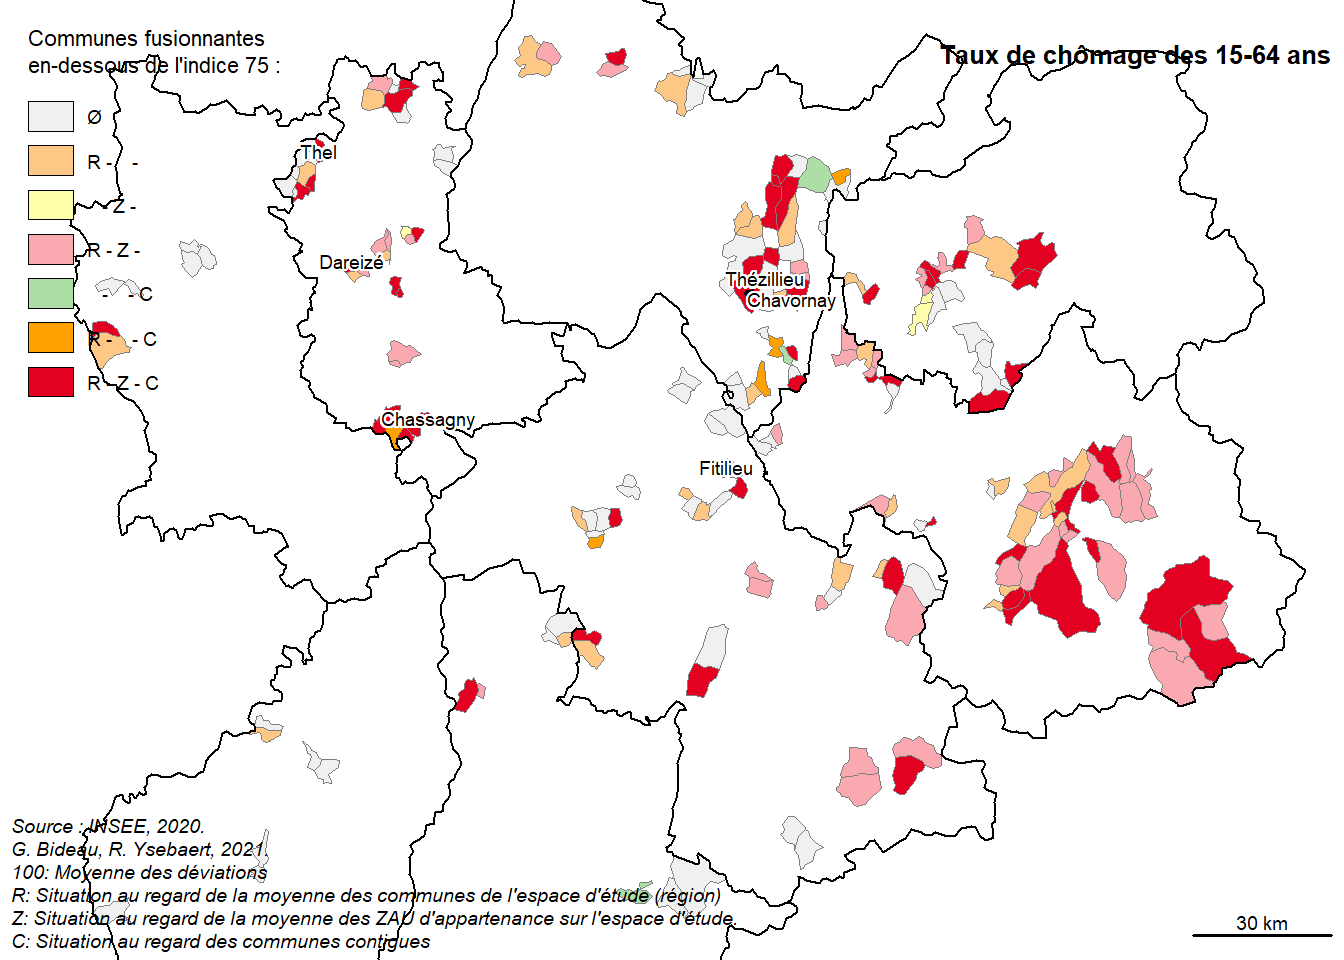 Communes fusionnantes
en-dessous de l'indice 75 :
Taux de chômage des 15-64 ans
Ø
R - -
- Z -
R - Z -
- - C
R - - C
R - Z - C
Thel
Dareizé
Thézillieu
Chavornay
Chassagny
Fitilieu
Source : INSEE, 2020.
G. Bideau, R. Ysebaert, 2021.
100: Moyenne des déviations
R: Situation au regard de la moyenne des communes de l'espace d'étude (région)
Z: Situation au regard de la moyenne des ZAU d'appartenance sur l'espace d'étude.
C: Situation au regard des communes contigues
30 km